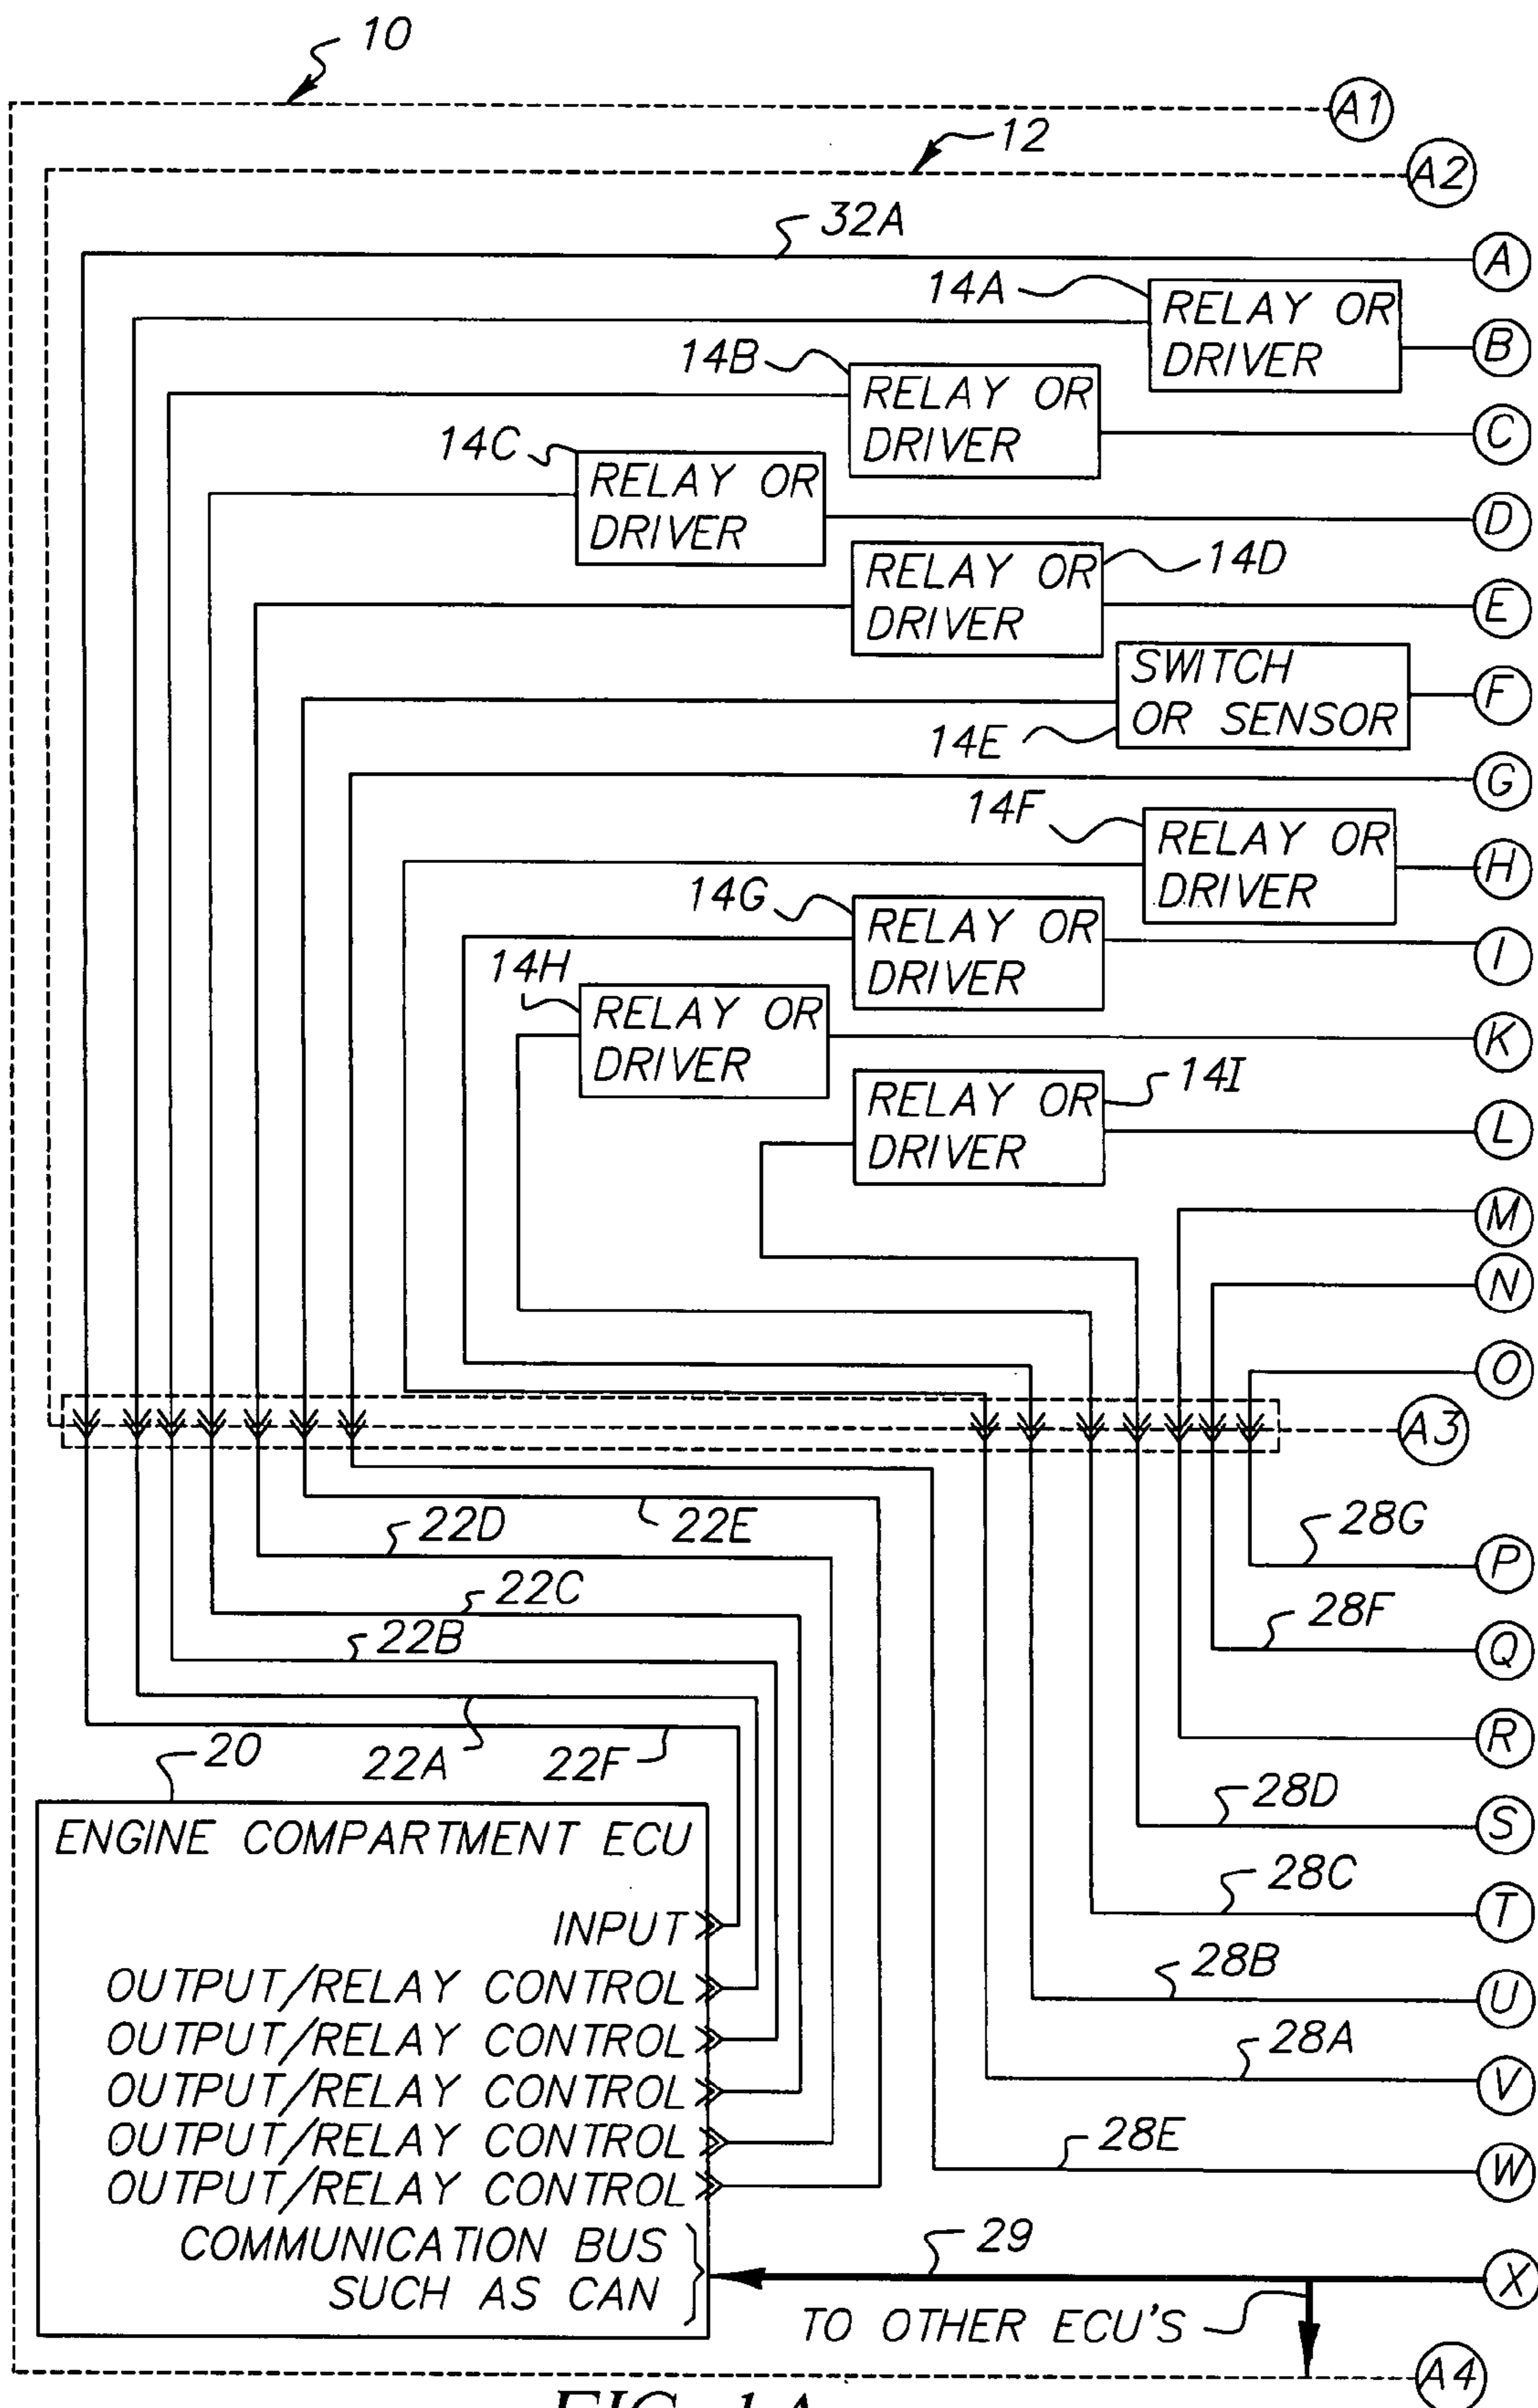 10
A1
12
A2
32A
A
14A
RELAY OR
DRIVER
B
14B
RELAY OR
DRIVER
C
14C
RELAY OR
DRIVER
D
RELAY OR
DRIVER
14D
E
SWITCH
OR SENSOR
14E
F
G
14F
RELAY OR
DRIVER
H
14G
RELAY OR
DRIVER
I
14H
RELAY OR
DRIVER
K
RELAY OR
DRIVER
14I
L
M
N
O
A3
22D
22E
28G
P
22C
28F
22B
Q
22A
22F
R
20
28D
S
ENGINE COMPARTMENT ECU
28C
T
INPUT
28B
OUTPUT/RELAY CONTROL
U
OUTPUT/RELAY CONTROL
28A
OUTPUT/RELAY CONTROL
V
OUTPUT/RELAY CONTROL
28E
OUTPUT/RELAY CONTROL
W
COMMUNICATION BUS
SUCH AS CAN
29
X
TO OTHER ECU'S
A4
FIG. 1A